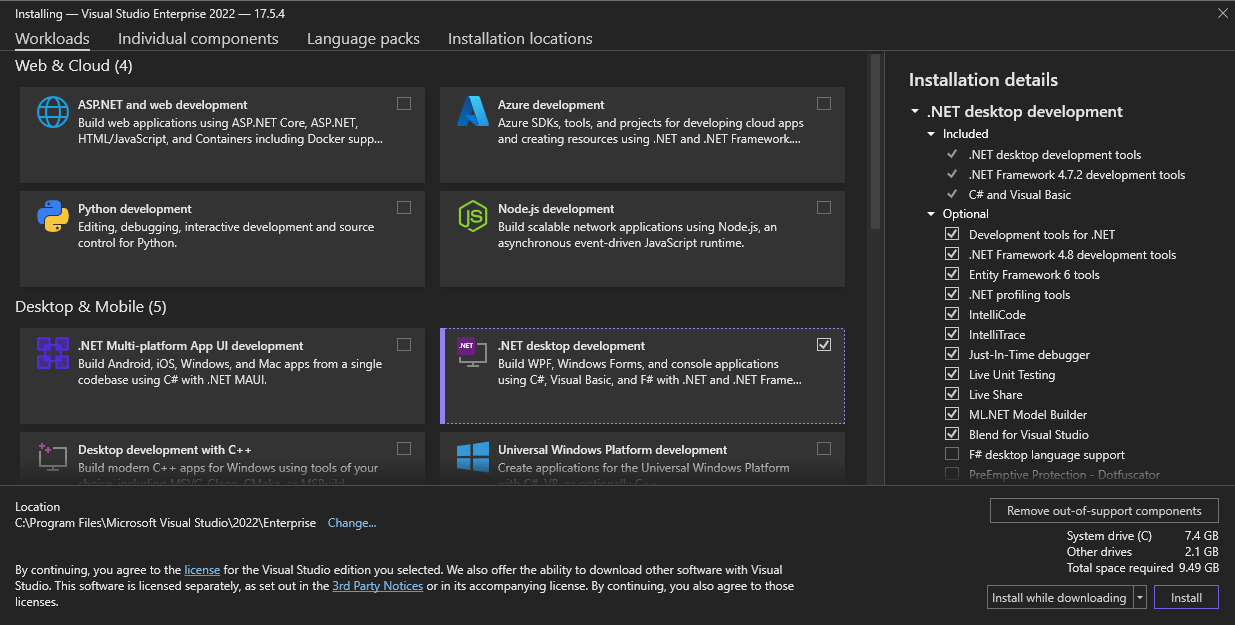 Installing — Visual Studio Enterprise 2022 — 17.5.4
Workloads Individual components Language packs Installation locations
Web & Cloud (4)
ASP.NET and web development
Build web applications using ASP.NET Core, ASP.NET,
HTML/JavaScript, and Containers including Docker supp...
Azure development
Azure SDKs, tools, and projects for developing cloud apps
and creating resources using .NET and .NET Framework....
Python development
Editing, debugging, interactive development and source
control for Python.
JS
Node.js development
Build scalable network applications using Node.js, an
asynchronous event-driven JavaScript runtime.
Desktop & Mobile (5)
.NET Multi-platform App UI development
Build Android, iOS, Windows, and Mac apps from a single
codebase using C# with .NET MAUI.
.NET
.NET desktop development
Build WPF, Windows Forms, and console applications
using C#, Visual Basic, and F# with .NET and .NET Frame...
Desktop development with C++
Build modern C++ apps for Windows using tools of your
choice, including MSVC, Clang, CMake, or MSBuild.
Universal Windows Platform development
Create applications for the Universal Windows Platform
with C#, VB, or optionally C++.
Installation details
.NET desktop development
Included
.NET desktop development tools
.NET Framework 4.7.2 development tools
C# and Visual Basic
Optional
Development tools for .NET
.NET Framework 4.8 development tools
Entity Framework 6 tools
.NET profiling tools
IntelliCode
IntelliTrace
Just-In-Time debugger
Live Unit Testing
Live Share
ML.NET Model Builder
Blend for Visual Studio
F# desktop language support
PreEmptive Protection - Dotfuscator
Location
C:\Program Files\Microsoft Visual Studio\2022\Enterprise Change...
By continuing, you agree to the license for the Visual Studio edition you selected. We also offer the ability to download other software with Visual
Studio. This software is licensed separately, as set out in the 3rd Party Notices or in its accompanying license. By continuing, you also agree to those
licenses.
Remove out-of-support components
System drive (C) 7.4 GB
Other drives 2.1 GB
Total space required 9.49 GB
Install while downloading Install